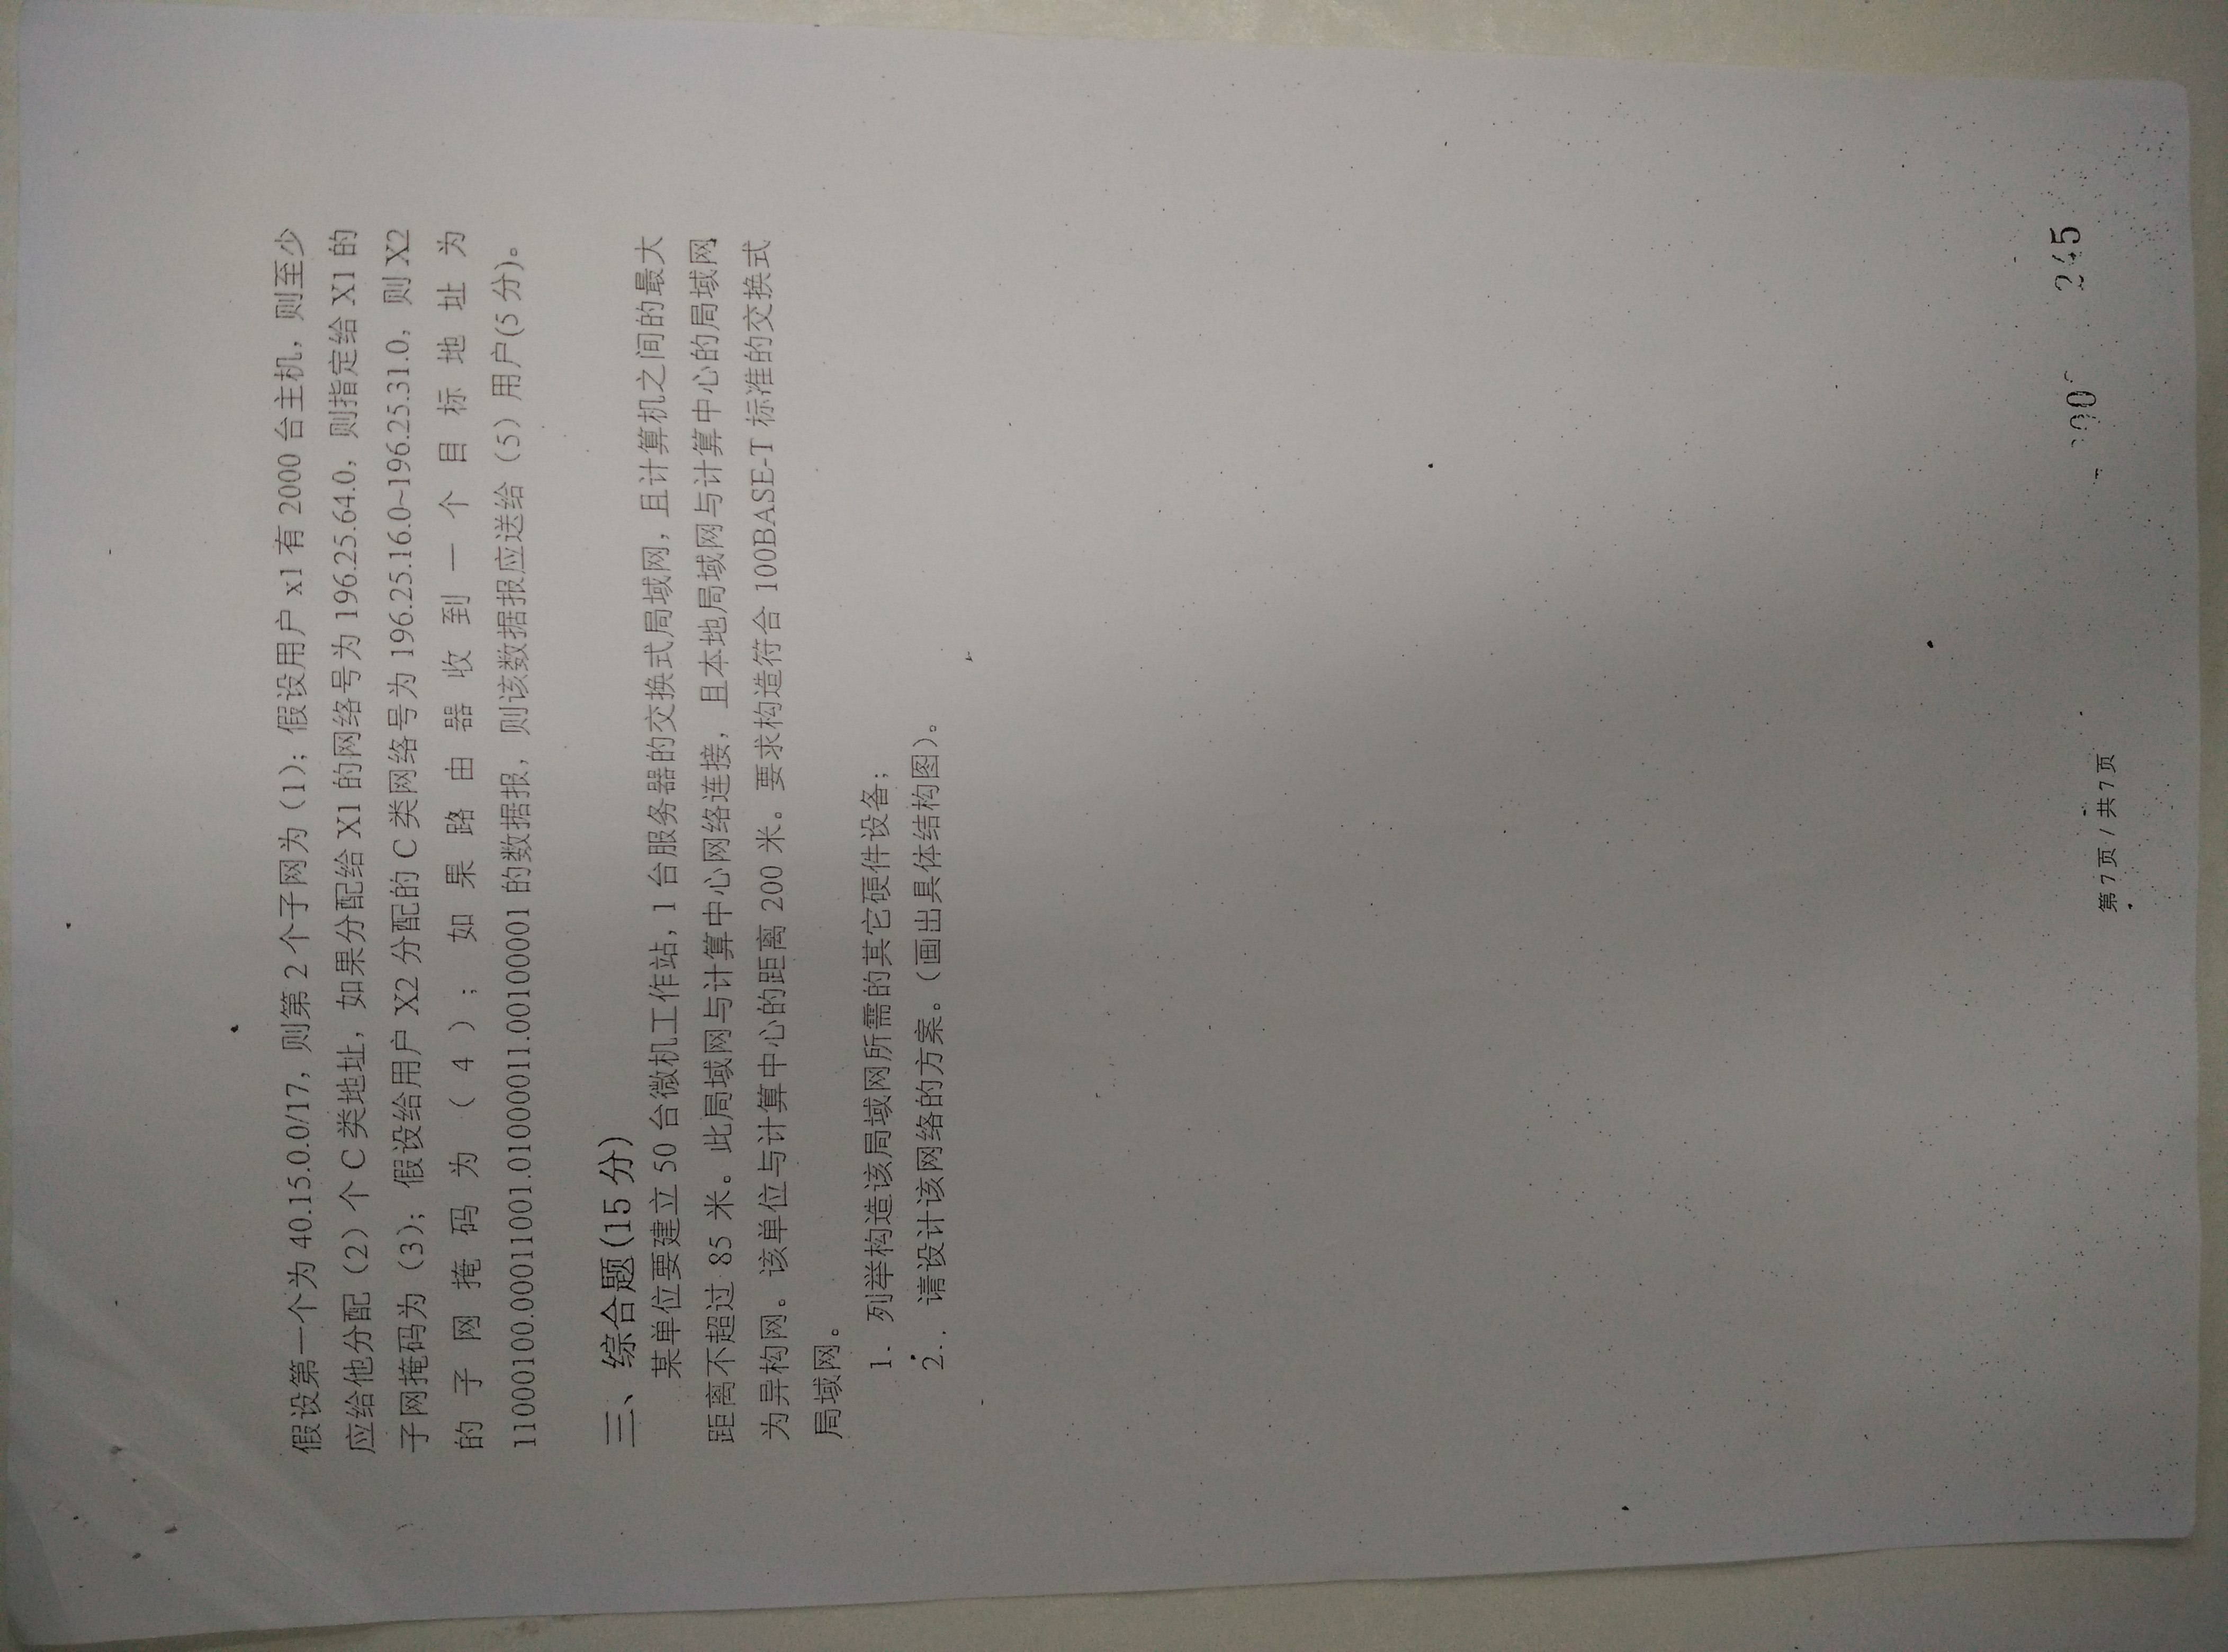 假设第一个为 40.15.0.0/17，则第 2 个子网为（1）；假设用户 x1 有 2000 台主机，则至少
应给他分配（2）个 C 类地址，如果分配给 X1 的网络号为 196.25.64.0，则指定给 X1 的
子网掩码为（3）；假设给用户 X2 分配的 C 类网络号为 196.25.16.0~196.25.31.0，则 X2
的子网掩码为（4）；如果路由器收到一个目标地址为
11000100.00011001.01000011.00100001 的数据报，则该数据报应送给（5）用户(5 分)。
三、综合题(15 分)
某单位要建立 50 台微机工作站，1 台服务器的交换式局域网，且计算机之间的最大
距离不超过 85 米。此局域网与计算中心网络连接，且本地局域网与计算中心的局域网
为异构网。该单位与计算中心的距离 200 米。要求构造符合 100BASE-T 标准的交换式
局域网。
1. 列举构造该局域网所需的其它硬件设备；
2.. 请设计该网络的方案。（画出具体结构图）。
第 7 页 / 共 7 页
245